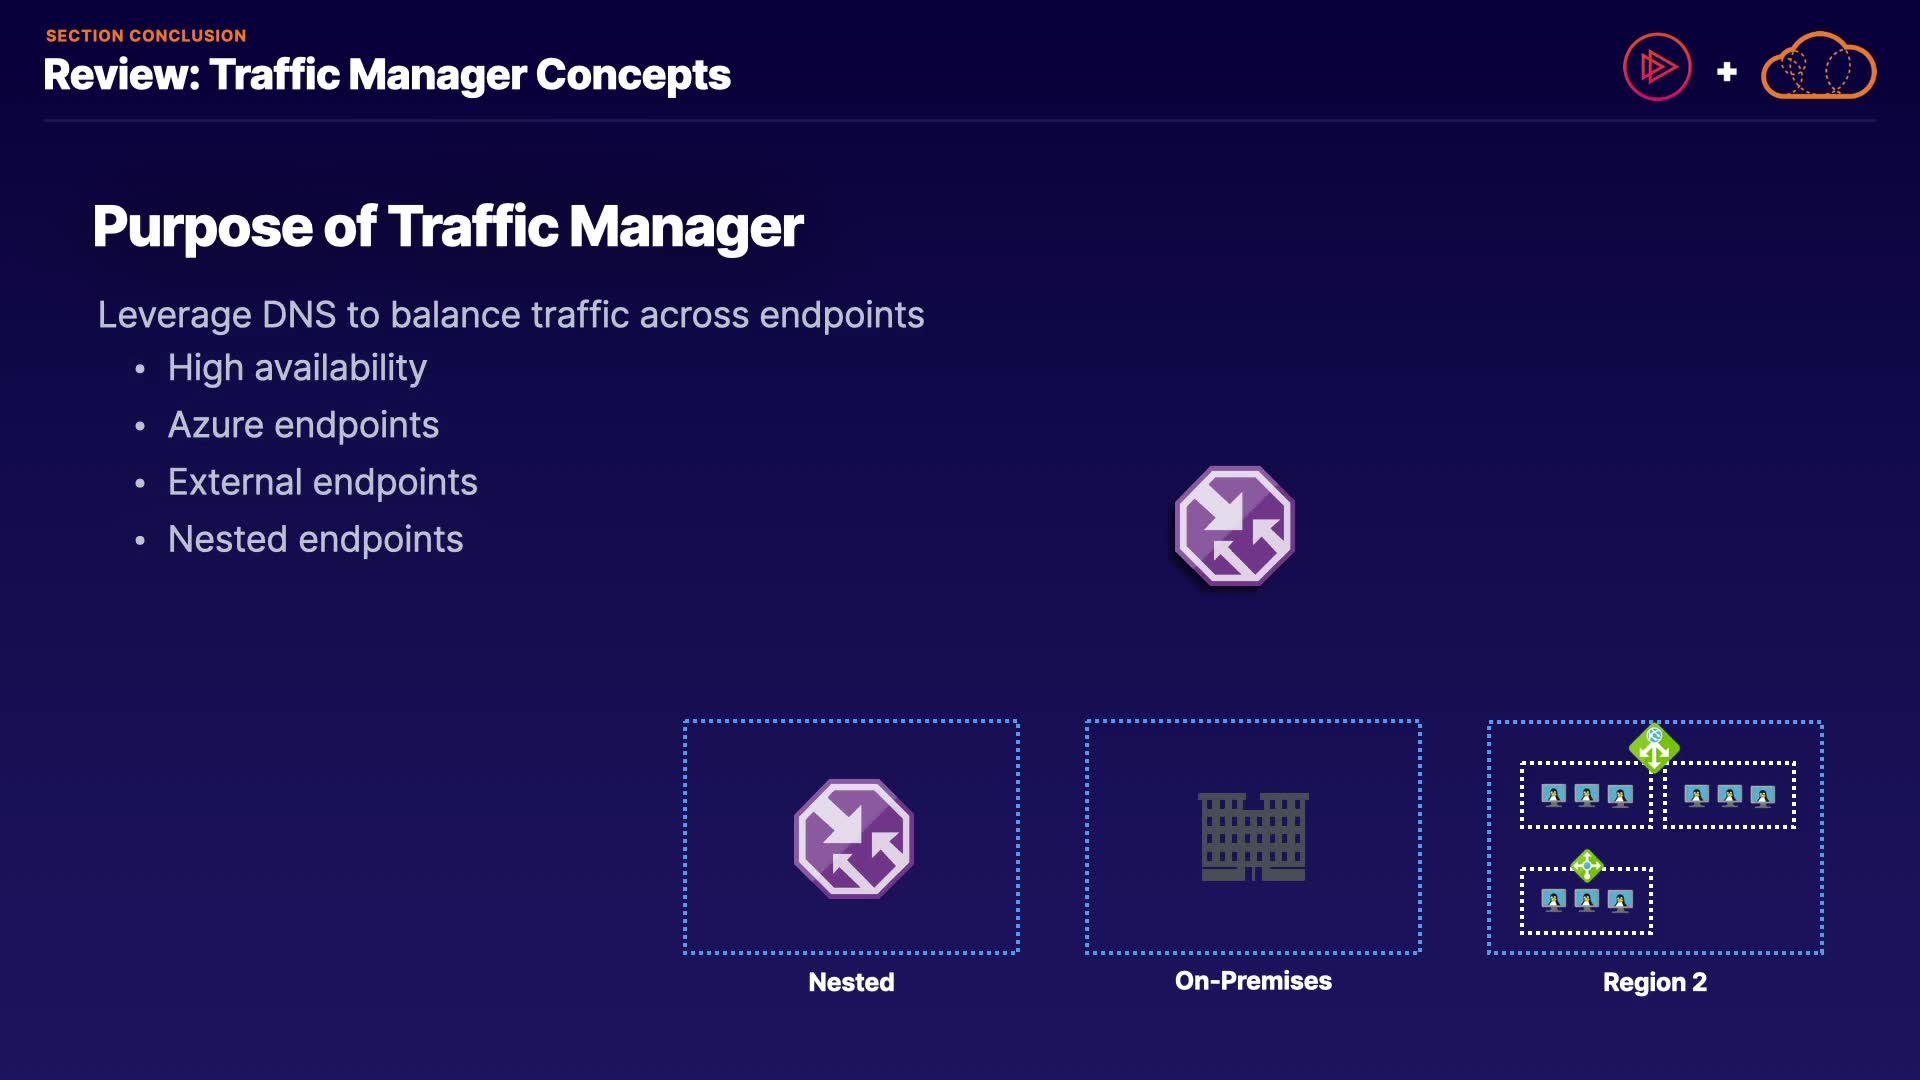 SECTION CONCLUSION
Review: Traffic Manager Concepts
Purpose of Traffic Manager
Leverage DNS to balance traffic across endpoints
• High availability
• Azure endpoints
• External endpoints
• Nested endpoints
Nested
On-Premises
Region 2